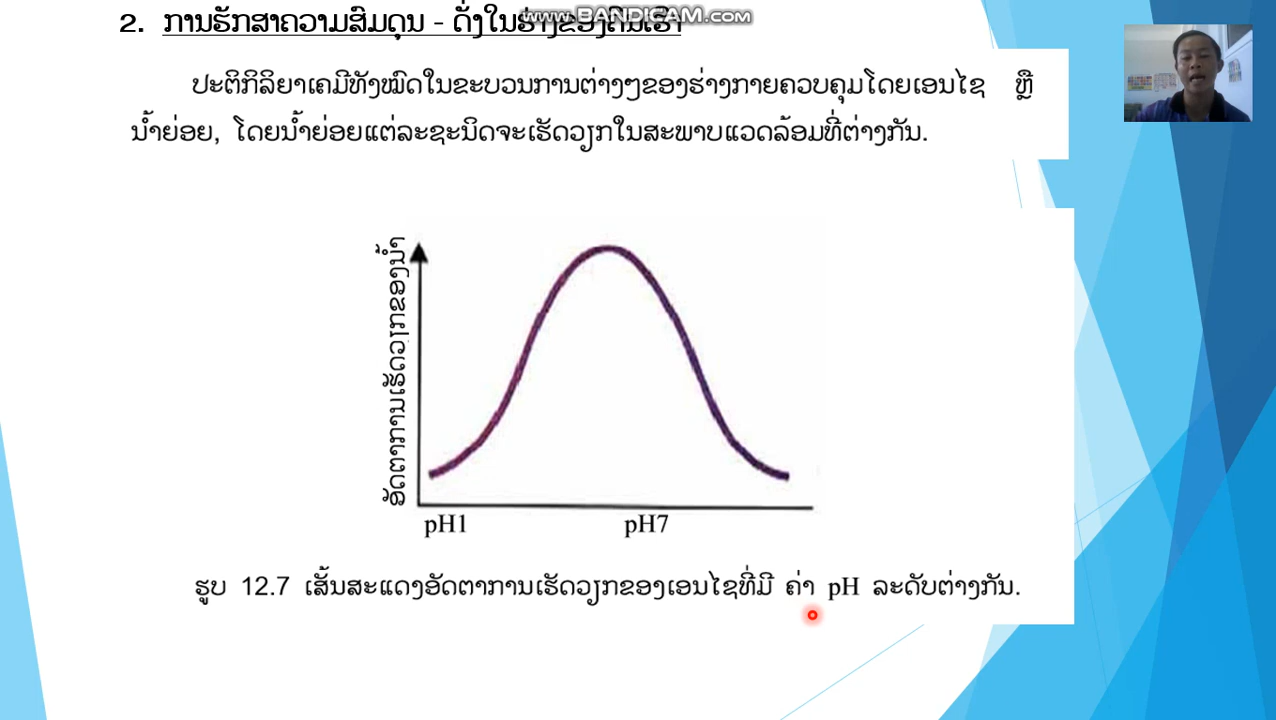 www.BANDICAM.com
2. ການຮັກສາຄວາມສົມດຸນ - ດັ່ງໃນຮ່າງຂອງຄົນເຮົາ
ປະຕິກິລິຍາເຄມີທັງໝົດໃນຂະບວນການຕ່າງໆຂອງຮ່າງກາຍຄວບຄຸມໂດຍເອນໄຊ ຫຼື
ນ້ຳຍ່ອຍ, ໂດຍນ້ຳຍ່ອຍແຕ່ລະຊະນິດຈະເຮັດວຽກໃນສະພາບແວດລ້ອມທີ່ຕ່າງກັນ.
ອັດຕາການເຮັດວຽກຂອງນ້ຳ
pH1 pH7
ຮູບ 12.7 ເສັ້ນສະແດງອັດຕາການເຮັດວຽກຂອງເອນໄຊທີ່ມີ ຄ່າ pH ລະດັບຕ່າງກັນ.